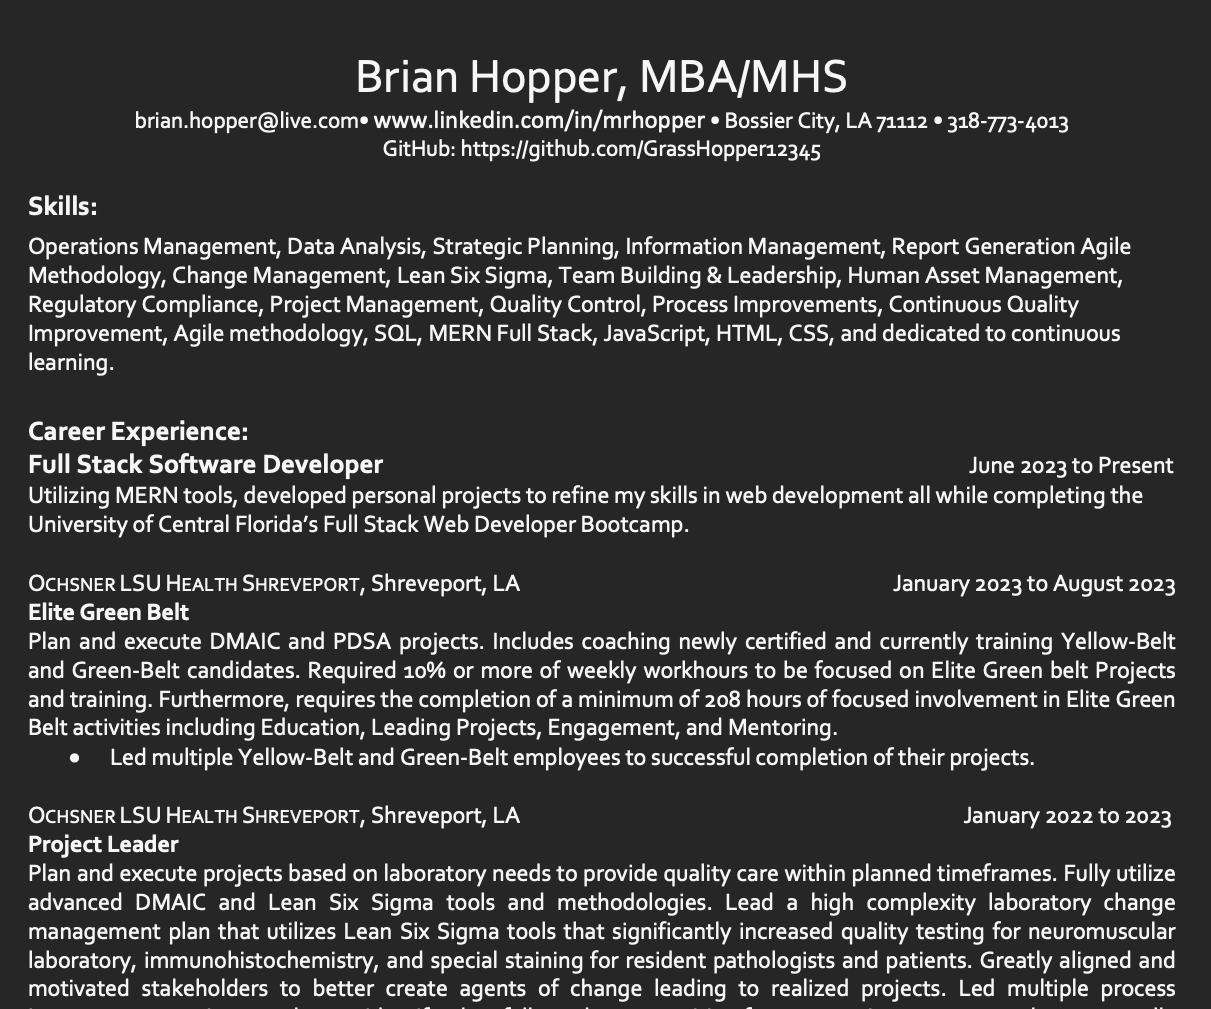 Brian Hopper, MBA/MHS
brian.hopper@live.com• www.linkedin.com/in/mrhopper • Bossier City, LA 71112 • 318-773-4013
GitHub: https://github.com/GrassHopper12345
Skills:
Operations Management, Data Analysis, Strategic Planning, Information Management, Report Generation Agile
Methodology, Change Management, Lean Six Sigma, Team Building & Leadership, Human Asset Management,
Regulatory Compliance, Project Management, Quality Control, Process Improvements, Continuous Quality
Improvement, Agile methodology, SQL, MERN Full Stack, JavaScript, HTML, CSS, and dedicated to continuous
learning.
Career Experience:
Full Stack Software Developer June 2023 to Present
Utilizing MERN tools, developed personal projects to refine my skills in web development all while completing the
University of Central Florida’s Full Stack Web Developer Bootcamp.
OCHSNER LSU HEALTH SHREVEPORT, Shreveport, LA January 2023 to August 2023
Elite Green Belt
Plan and execute DMAIC and PDSA projects. Includes coaching newly certified and currently training Yellow-Belt
and Green-Belt candidates. Required 10% or more of weekly workhours to be focused on Elite Green belt Projects
and training. Furthermore, requires the completion of a minimum of 208 hours of focused involvement in Elite Green
Belt activities including Education, Leading Projects, Engagement, and Mentoring.
• Led multiple Yellow-Belt and Green-Belt employees to successful completion of their projects.
OCHSNER LSU HEALTH SHREVEPORT, Shreveport, LA January 2022 to 2023
Project Leader
Plan and execute projects based on laboratory needs to provide quality care within planned timeframes. Fully utilize
advanced DMAIC and Lean Six Sigma tools and methodologies. Lead a high complexity laboratory change
management plan that utilizes Lean Six Sigma tools that significantly increased quality testing for neuromuscular
laboratory, immunohistochemistry, and special staining for resident pathologists and patients. Greatly aligned and
motivated stakeholders to better create agents of change leading to realized projects. Led multiple process